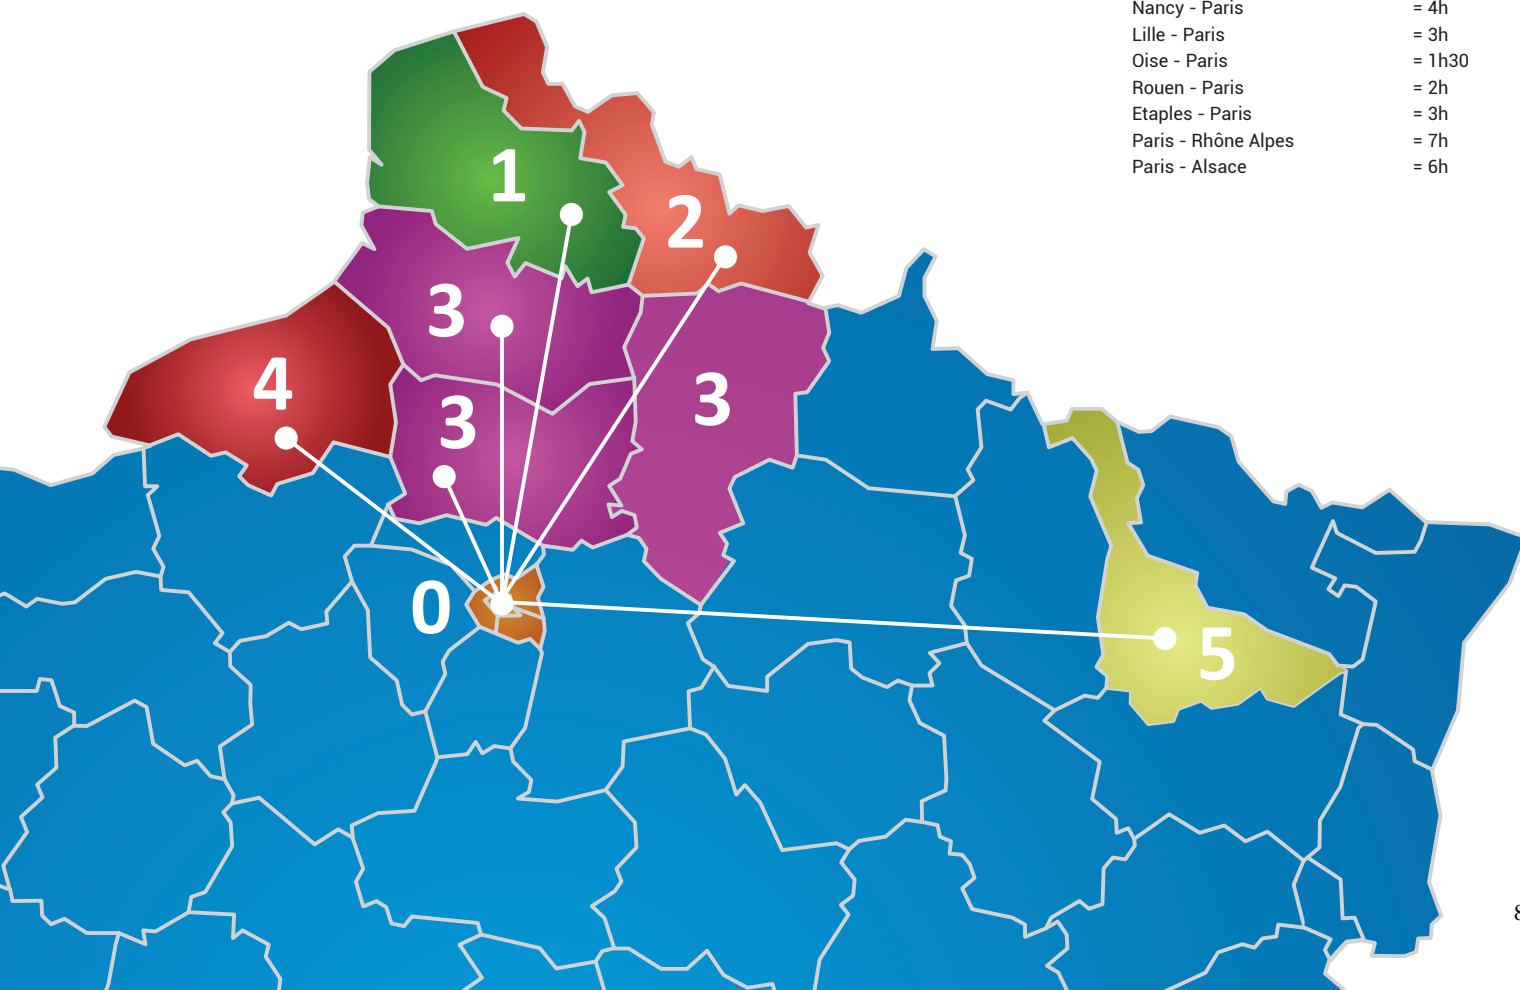 Nancy - Paris = 4h
Lille - Paris = 3h
Oise - Paris = 1h30
Rouen - Paris = 2h
Etaples - Paris = 3h
Paris - Rhône Alpes = 7h
Paris - Alsace = 6h
1
2
3
4
3
3
0
5